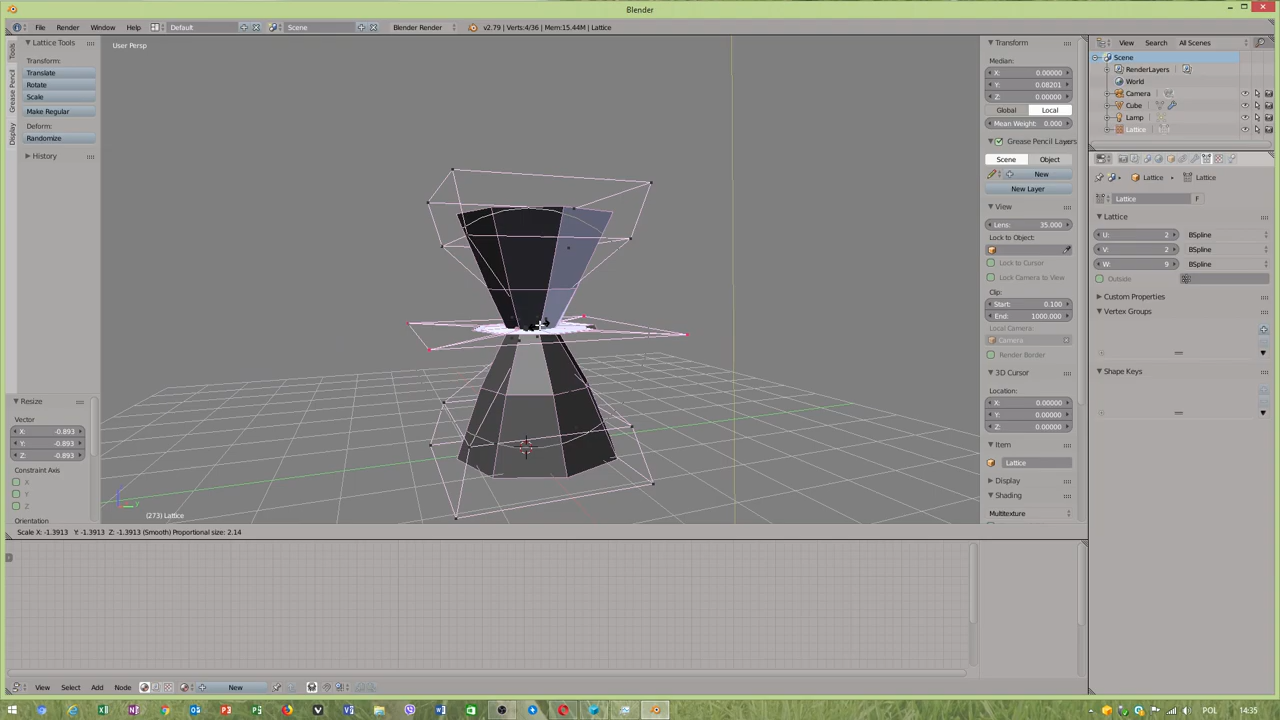 Blender
File
Render
Window
Help
Default
Scene
Blender Render
v2.79 | Verts:4/36 | Mem:15.44M | Lattice
Tools
Grease Pencil
Display
Lattice Tools
Transform:
Translate
Rotate
Scale
Make Regular
Deform:
Randomize
History
Resize
Vector
X: -0.893
Y: -0.893
Z: -0.893
Constraint Axis
X
Y
Z
Orientation
User Persp
(273) Lattice
Scale X: -1.3913 Y: -1.3913 Z: -1.3913 (Smooth) Proportional size: 2.14
Transform
Median:
X: 0.00000
Y: 0.08201
Z: 0.00000
Global
Local
Mean Weight: 0.000
Grease Pencil Layers
Scene
Object
New
New Layer
View
Lens: 35.000
Lock to Object:
Lock to Cursor
Lock Camera to View
Clip:
Start: 0.100
End: 1000.000
Local Camera:
Camera
Render Border
3D Cursor
Location:
X: 0.00000
Y: 0.00000
Z: 0.00000
Item
Lattice
Display
Shading
Multitexture
View
Search
All Scenes
Scene
RenderLayers
World
Camera
Cube
Lamp
Lattice
Lattice
Lattice
Lattice
F
Lattice
U: 2
BSpline
V: 2
BSpline
W: 9
BSpline
Outside
Custom Properties
Vertex Groups
Shape Keys
View
Select
Add
Node
New
POL
14:35